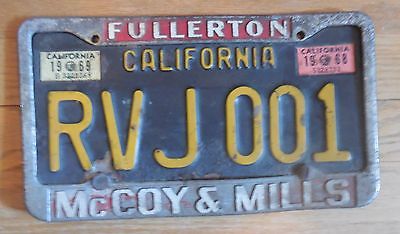 FULLERTON
CALIFORNIA
CALIFORNIA
19 69
CALIFORNIA
19 68
RVJ 001
McCOY & MILLS